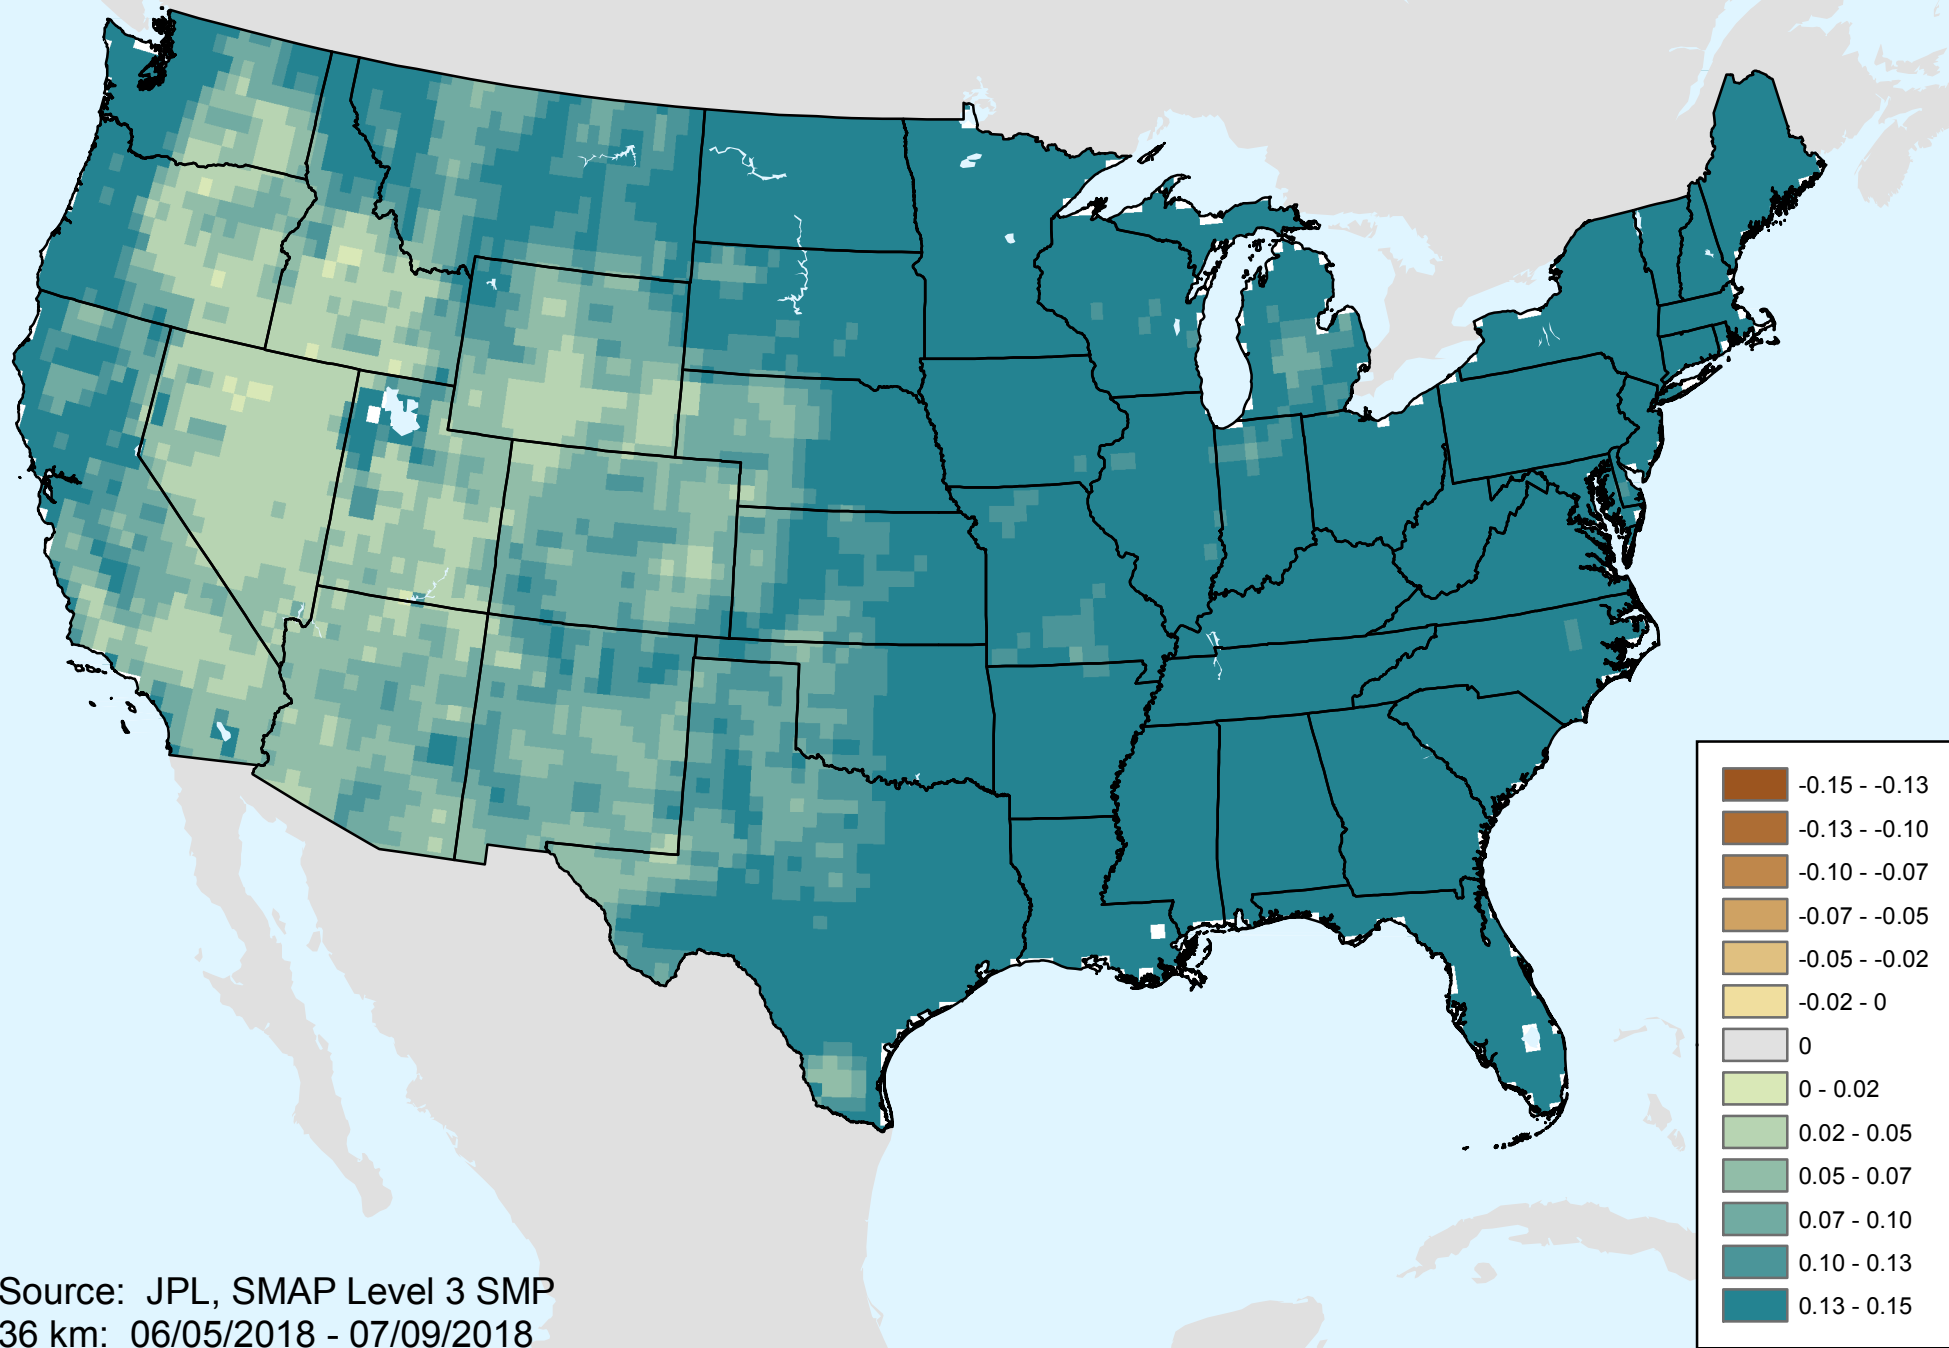 -0.15 - -0.13
-0.13 - -0.10
-0.10 - -0.07
-0.07 - -0.05
-0.05 - -0.02
-0.02 - 0
0
0 - 0.02
0.02 - 0.05
0.05 - 0.07
0.07 - 0.10
0.10 - 0.13
0.13 - 0.15
Source: JPL, SMAP Level 3 SMP
36 km: 06/05/2018 - 07/09/2018